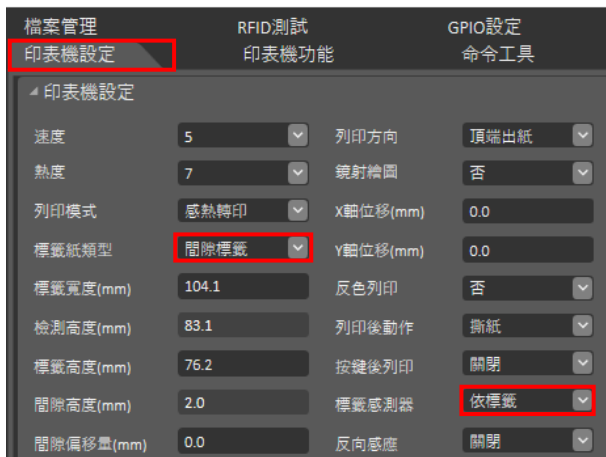 檔案管理 RFID測試 GPIO設定
印表機設定 印表機功能 命令工具
印表機設定
速度 5 列印方向 頂端出紙
熱度 7 鏡射繪圖 否
列印模式 感熱轉印 X軸位移(mm) 0.0
標籤紙類型 間隙標籤 Y軸位移(mm) 0.0
標籤寬度(mm) 104.1 反色列印 否
檢測高度(mm) 83.1 列印後動作 撕紙
標籤高度(mm) 76.2 按鍵後列印 關閉
間隙高度(mm) 2.0 標籤感測器 依標籤
間隙偏移量(mm) 0.0 反向感應 關閉